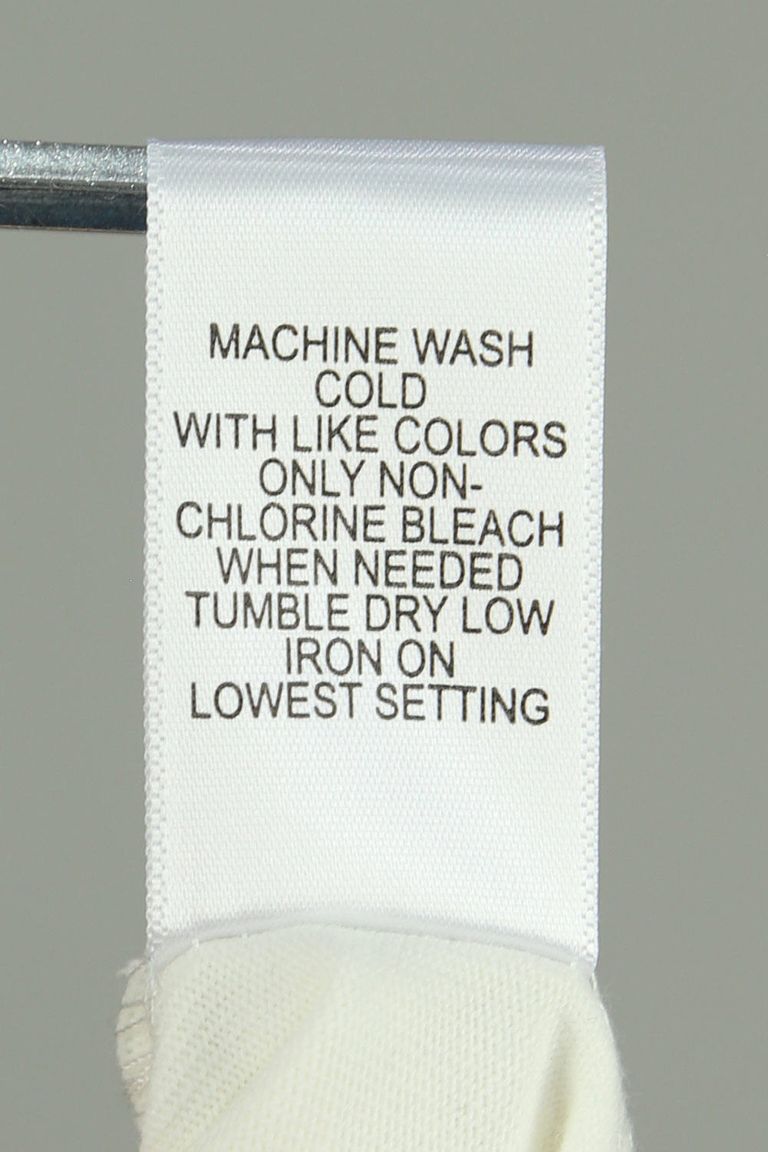 MACHINE WASH
COLD
WITH LIKE COLORS
ONLY NON-
CHLORINE BLEACH
WHEN NEEDED
TUMBLE DRY LOW
IRON ON
LOWEST SETTING